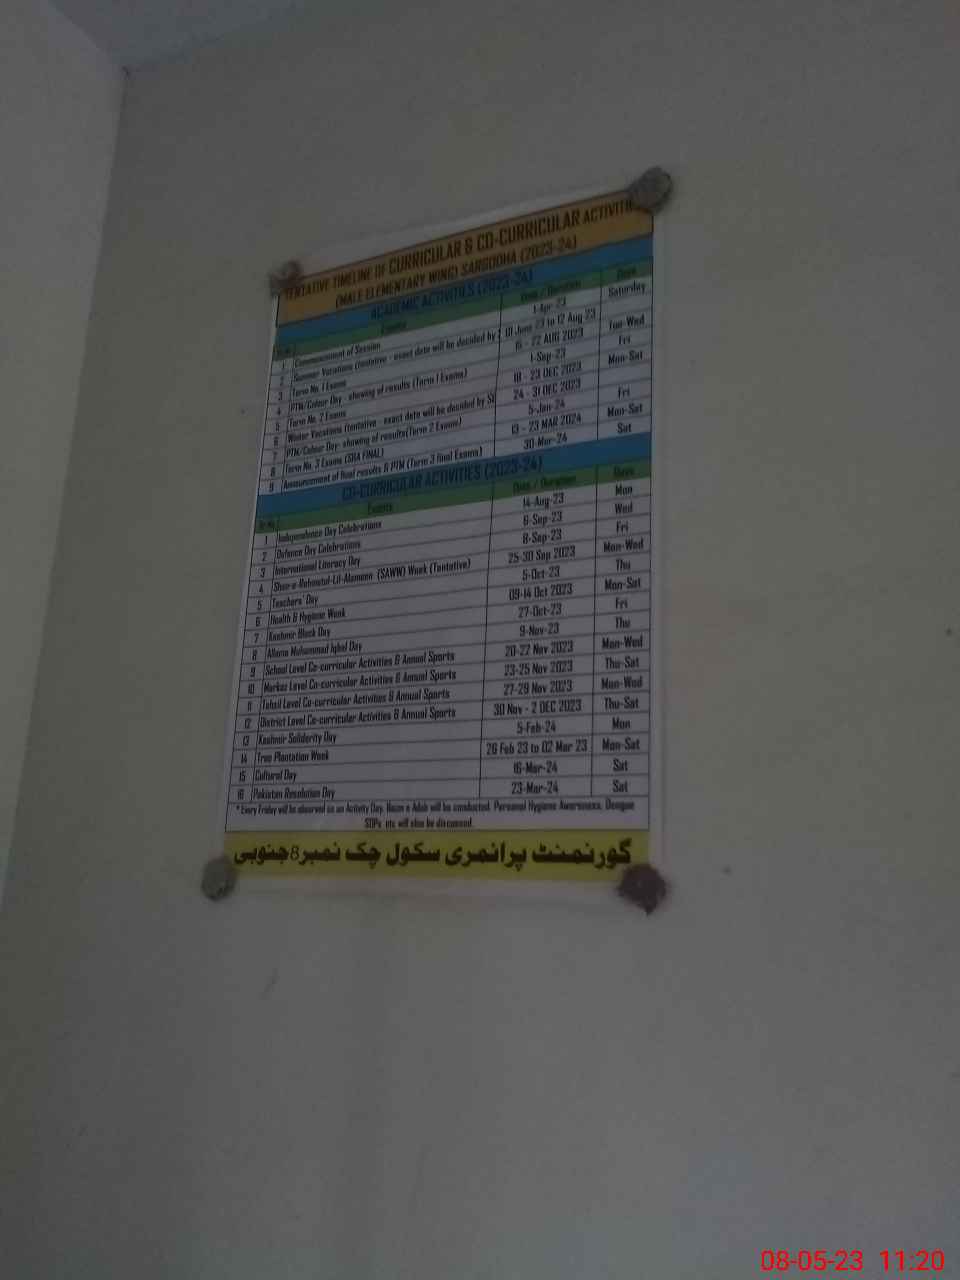 TENTATIVE TIMELINE OF CURRICULAR & CO-CURRICULAR ACTIVITIE
(MALE ELEMENTARY WING) SARGODHA (2023-24)
ACADEMIC ACTIVITIES (2023-24)
Sr.No Events Date / Duration Days
1 Commencement of Session 1-Apr-23 Saturday
2 Summer Vacations (tentative - exact date will be decided by 01 June 23 to 12 Aug 23
3 Term No. 1 Exams 15 - 22 AUG 2023 Tue-Wed
4 PTM/Colour Day - showing of results (Term 1 Exams) 1-Sep-23 Fri
5 Term No. 2 Exams 18 - 23 DEC 2023 Mon-Sat
6 Winter Vacations (tentative - exact date will be decided by SE 24 - 31 DEC 2023
7 PTM/Colour Day- showing of results(Term 2 Exams) 5-Jan-24 Fri
8 Term No. 3 Exams (SBA FINAL) 13 - 23 MAR 2024 Mon-Sat
9 Announcement of final results & PTM (Term 3 final Exams) 30-Mar-24 Sat
CO-CURRICULAR ACTIVITIES (2023-24)
Sr.No Events Date / Duration Days
1 Independence Day Celebrations 14-Aug-23 Mon
2 Defence Day Celebrations 6-Sep-23 Wed
3 International Literacy Day 8-Sep-23 Fri
4 Shan-e-Rehmatul-Lil-Alameen (SAWW) Week (Tentative) 25-30 Sep 2023 Mon-Wed
5 Teachers' Day 5-Oct-23 Thu
6 Health & Hygiene Week 09-14 Oct 2023 Mon-Sat
7 Kashmir Black Day 27-Oct-23 Fri
8 Allama Muhammad Iqbal Day 9-Nov-23 Thu
9 School Level Co-curricular Activities & Annual Sports 20-22 Nov 2023 Mon-Wed
10 Markaz Level Co-curricular Activities & Annual Sports 23-25 Nov 2023 Thu-Sat
11 Tehsil Level Co-curricular Activities & Annual Sports 27-29 Nov 2023 Mon-Wed
12 District Level Co-curricular Activities & Annual Sports 30 Nov - 2 DEC 2023 Thu-Sat
13 Kashmir Solidarity Day 5-Feb-24 Mon
14 Tree Plantation Week 26 Feb 23 to 02 Mar 23 Mon-Sat
15 Cultural Day 16-Mar-24 Sat
16 Pakistan Resolution Day 23-Mar-24 Sat
* Every Friday will be observed as an Activity Day. Bazm e Adab will be conducted. Personal Hygiene Awareness, Dengue
SOPs etc will also be discussed.
گورنمنٹ پرائمری سکول چک نمبر8جنوبی
08-05-23 11:20